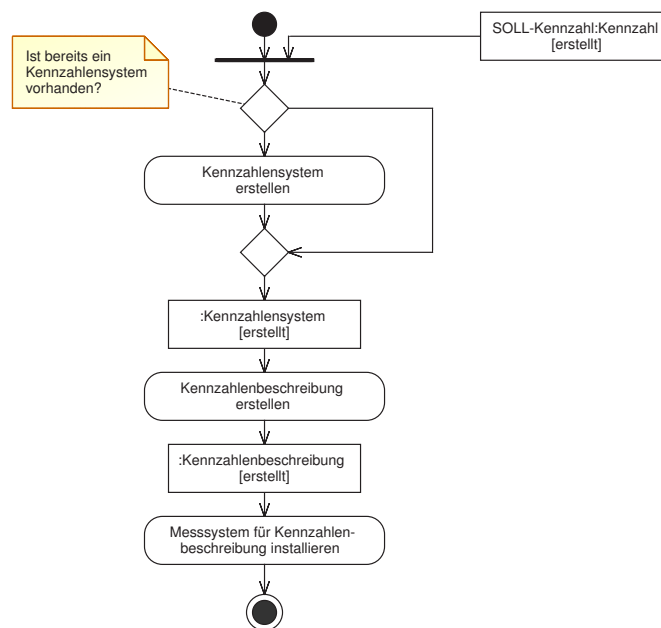 SOLL-Kennzahl:Kennzahl
[erstellt]
Ist bereits ein
Kennzahlensystem
vorhanden?
Kennzahlensystem
erstellen
:Kennzahlensystem
[erstellt]
Kennzahlenbeschreibung
erstellen
:Kennzahlenbeschreibung
[erstellt]
Messsystem für Kennzahlen-
beschreibung installieren